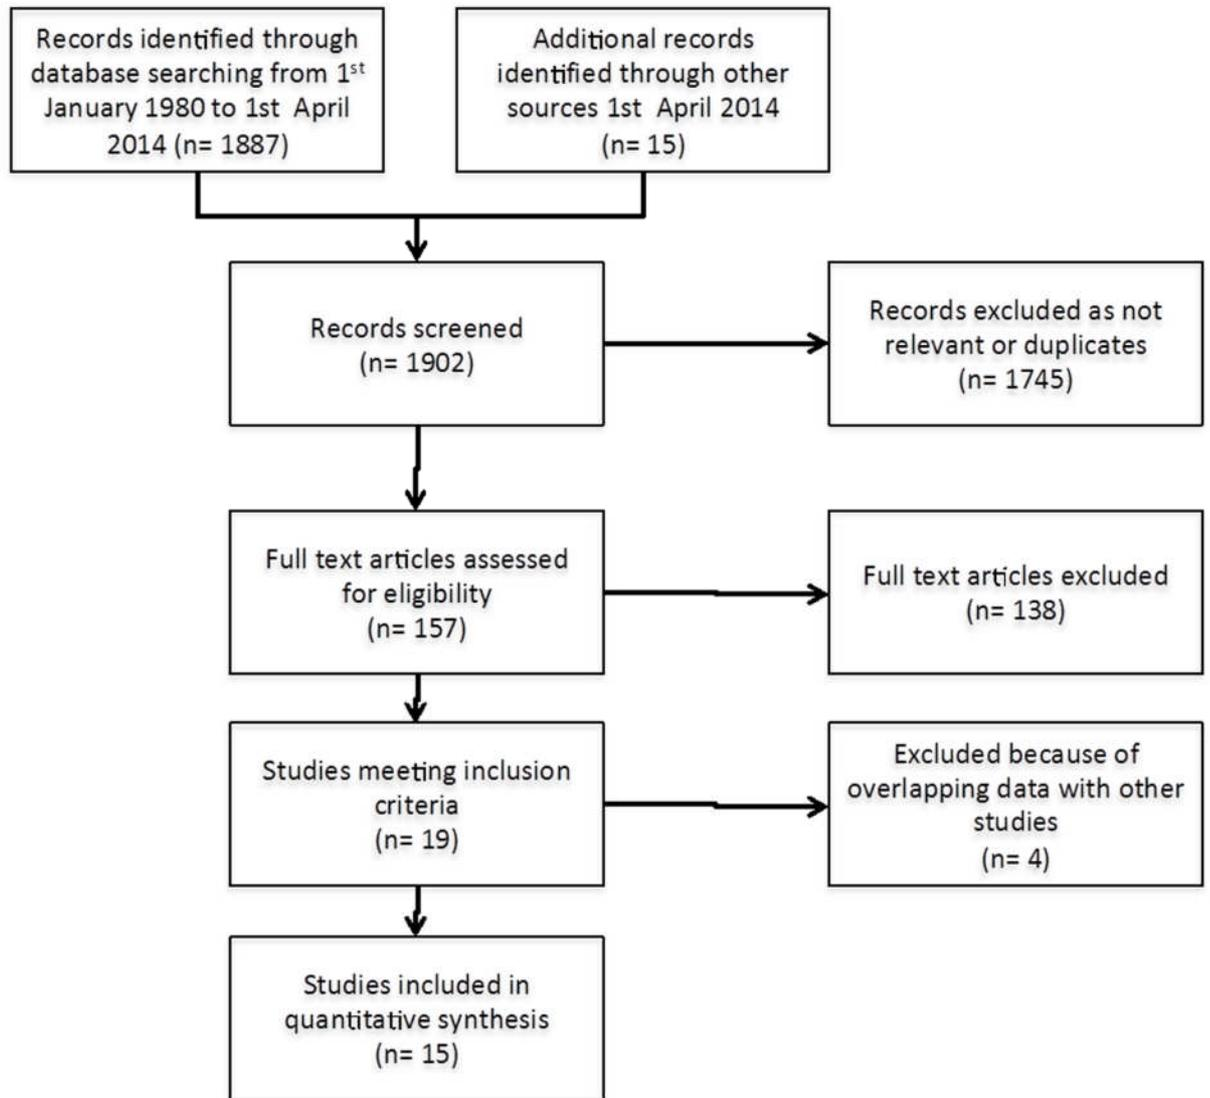 Records identified through
database searching from 1st
January 1980 to 1st April
2014 (n= 1887)
Additional records
identified through other
sources 1st April 2014
(n= 15)
Records screened
(n= 1902)
Records excluded as not
relevant or duplicates
(n= 1745)
Full text articles assessed
for eligibility
(n= 157)
Full text articles excluded
(n= 138)
Studies meeting inclusion
criteria
(n= 19)
Excluded because of
overlapping data with other
studies
(n= 4)
Studies included in
quantitative synthesis
(n= 15)